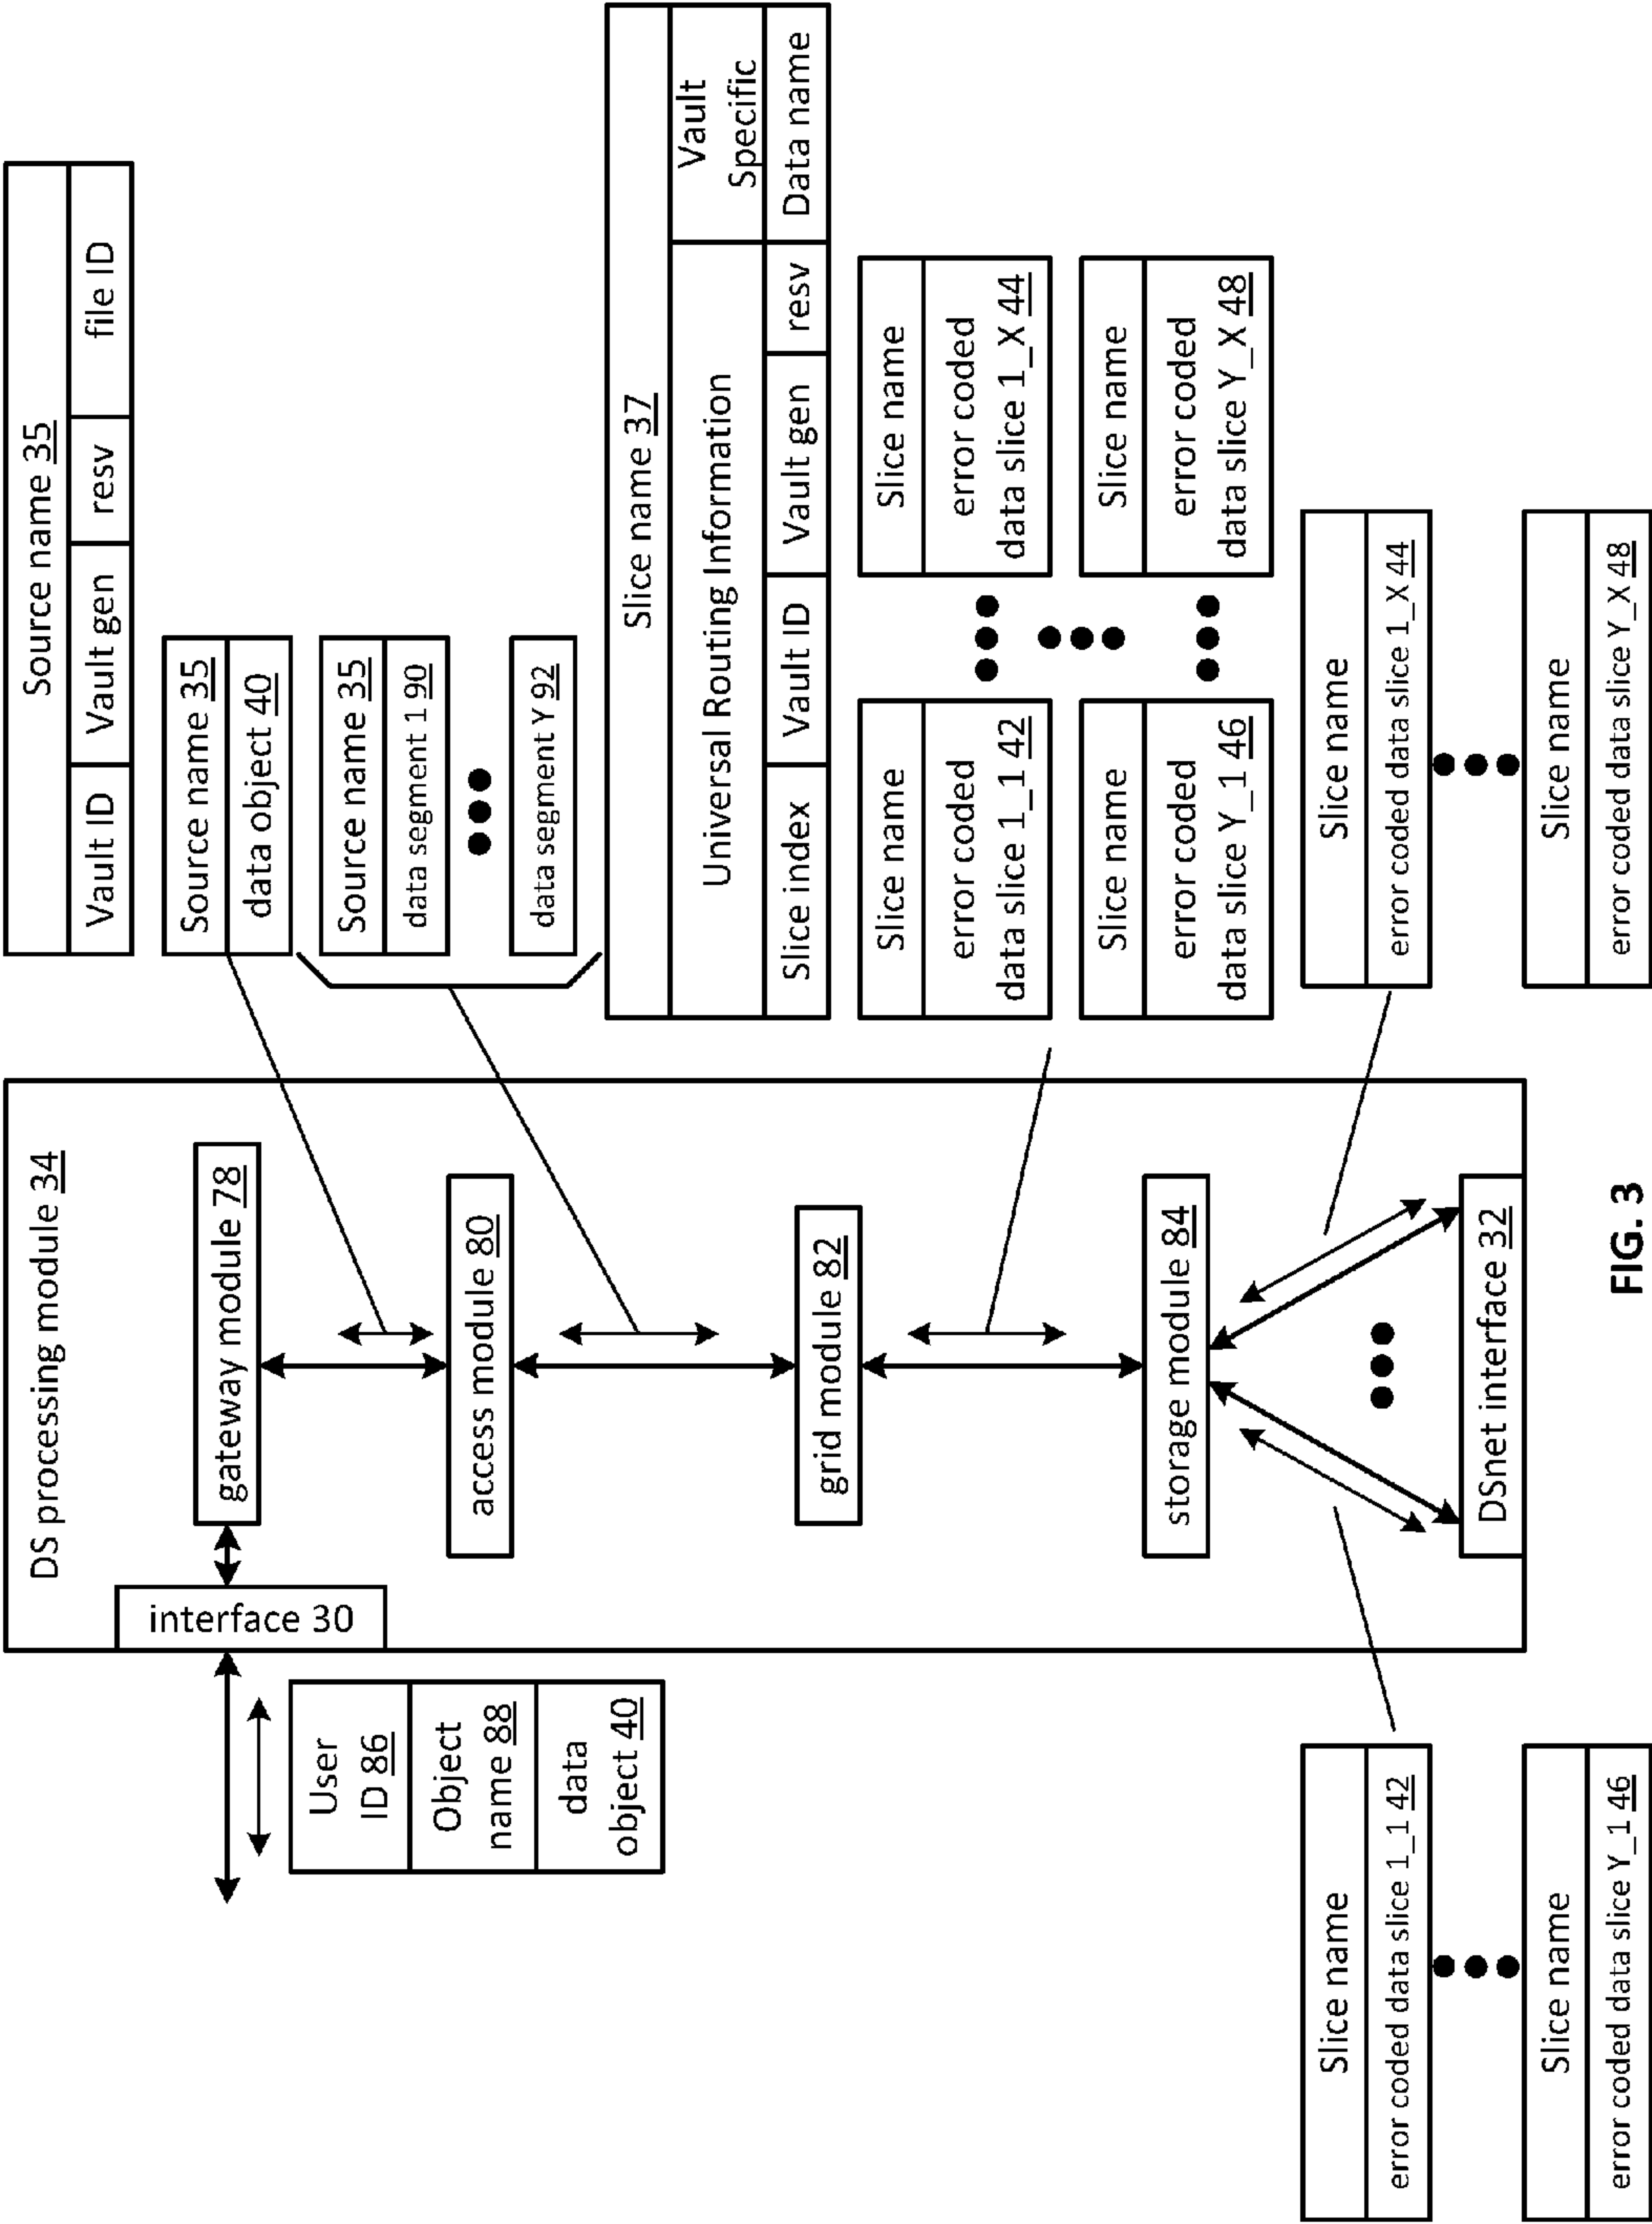 DS processing module 34
interface 30
gateway module 78
access module 80
grid module 82
storage module 84
DSnet interface 32
User
ID 86
Object
name 88
data
object 40
Source name 35
Vault ID
Vault gen
resv
file ID
Source name 35
data object 40
Source name 35
data segment 1 90
data segment Y 92
Slice name 37
Universal Routing Information
Vault
Specific
Slice index
Vault ID
Vault gen
resv
Data name
Slice name
error coded
data slice 1_1 42
Slice name
error coded
data slice 1_X 44
Slice name
error coded
data slice Y_1 46
Slice name
error coded
data slice Y_X 48
Slice name
error coded data slice 1_1 42
Slice name
error coded data slice Y_1 46
Slice name
error coded data slice 1_X 44
Slice name
error coded data slice Y_X 48
FIG. 3